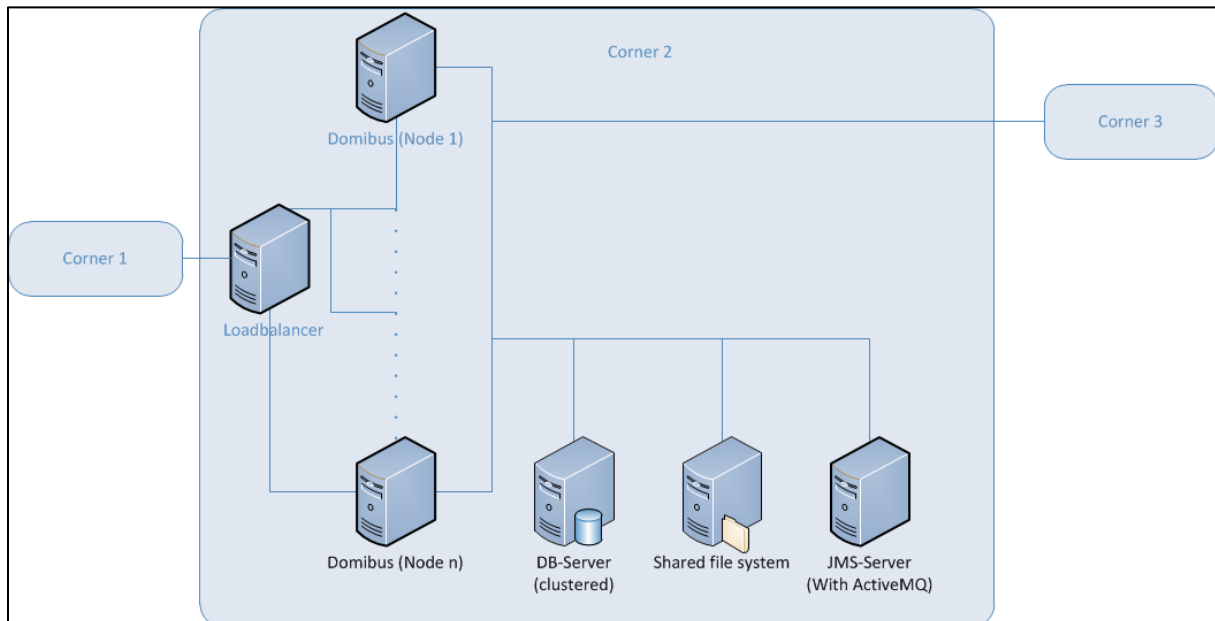 Corner 2
Domibus (Node 1)
Corner 3
Corner 1
Loadbalancer
Domibus (Node n)
DB-Server
(clustered)
Shared file system
JMS-Server
(With ActiveMQ)